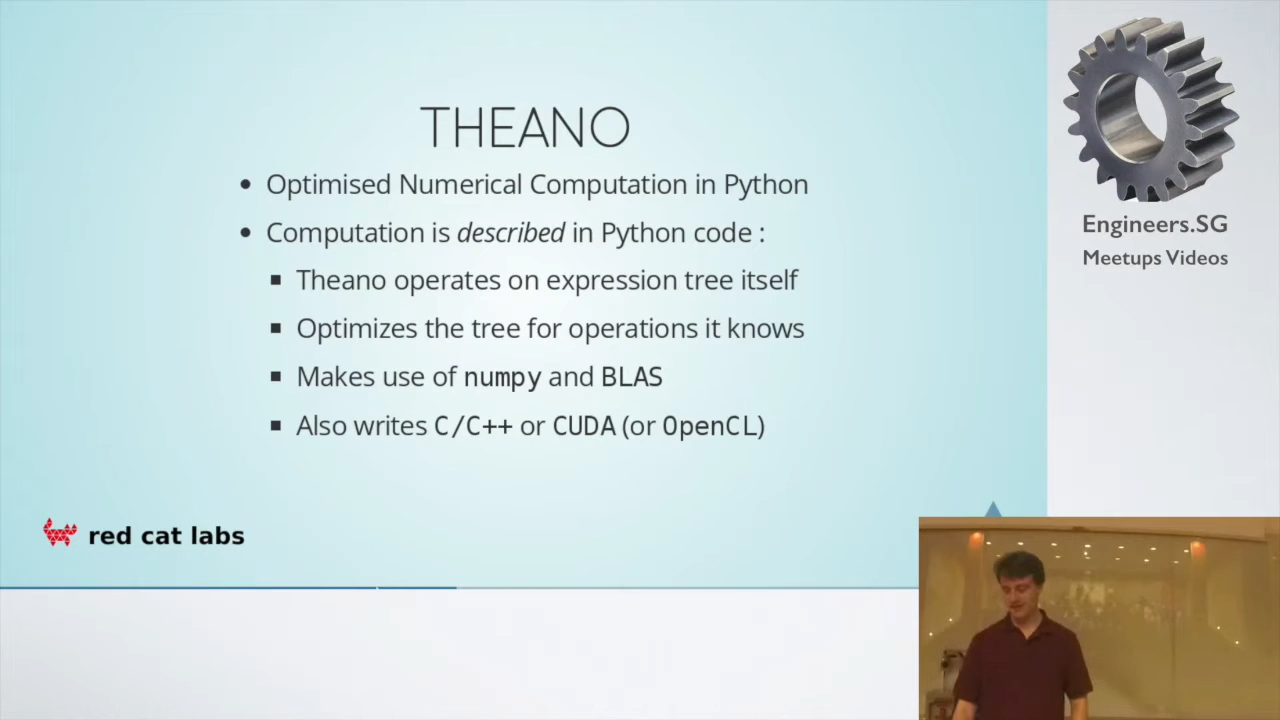 THEANO
• Optimised Numerical Computation in Python
• Computation is described in Python code :
▪ Theano operates on expression tree itself
▪ Optimizes the tree for operations it knows
▪ Makes use of numpy and BLAS
▪ Also writes C/C++ or CUDA (or OpenCL)
red cat labs
Engineers.SG
Meetups Videos